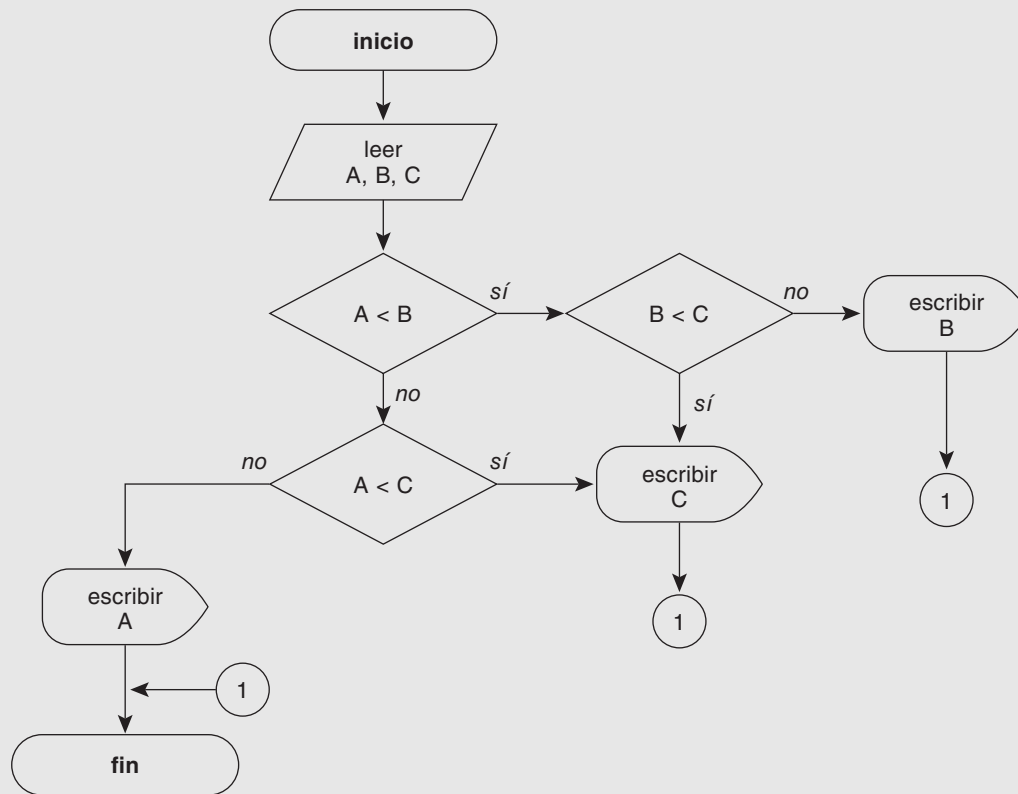 inicio
leer
A, B, C
A < B
sí
B < C
no
escribir
B
no
sí
no
A < C
sí
escribir
C
1
escribir
A
1
1
fin